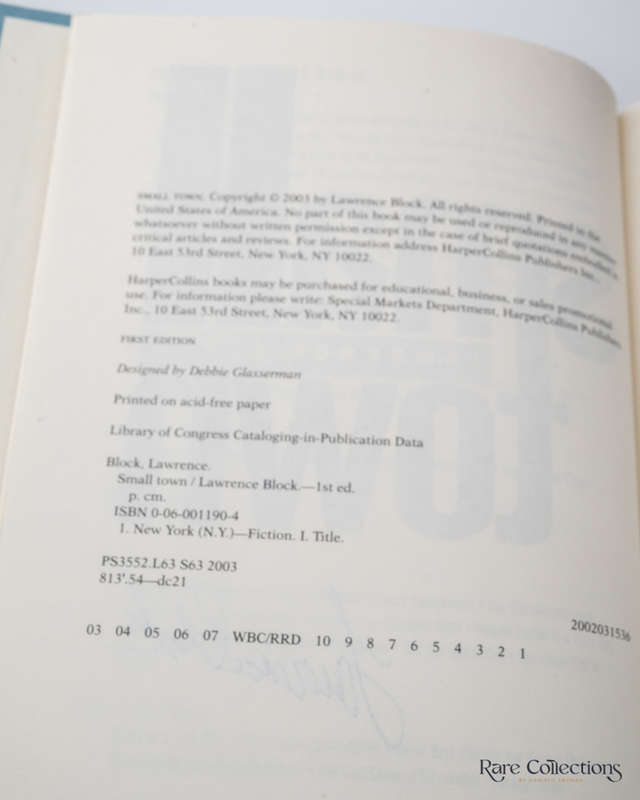 SMALL TOWN. Copyright © 2003 by Lawrence Block. All rights reserved. Printed in the
United States of America. No part of this book may be used or reproduced in any manner
whatsoever without written permission except in the case of brief quotations embodied in
critical articles and reviews. For information address HarperCollins Publishers Inc.,
10 East 53rd Street, New York, NY 10022.
HarperCollins books may be purchased for educational, business, or sales promotional
use. For information please write: Special Markets Department, HarperCollins Publishers
Inc., 10 East 53rd Street, New York, NY 10022.
FIRST EDITION
Designed by Debbie Glasserman
Printed on acid-free paper
Library of Congress Cataloging-in-Publication Data
Block, Lawrence.
Small town / Lawrence Block.—1st ed.
p. cm.
ISBN 0-06-001190-4
1. New York (N.Y.)—Fiction. I. Title.
PS3552.L63 S63 2003
813'.54—dc21
2002031536
03 04 05 06 07 WBC/RRD 10 9 8 7 6 5 4 3 2 1
Rare Collections